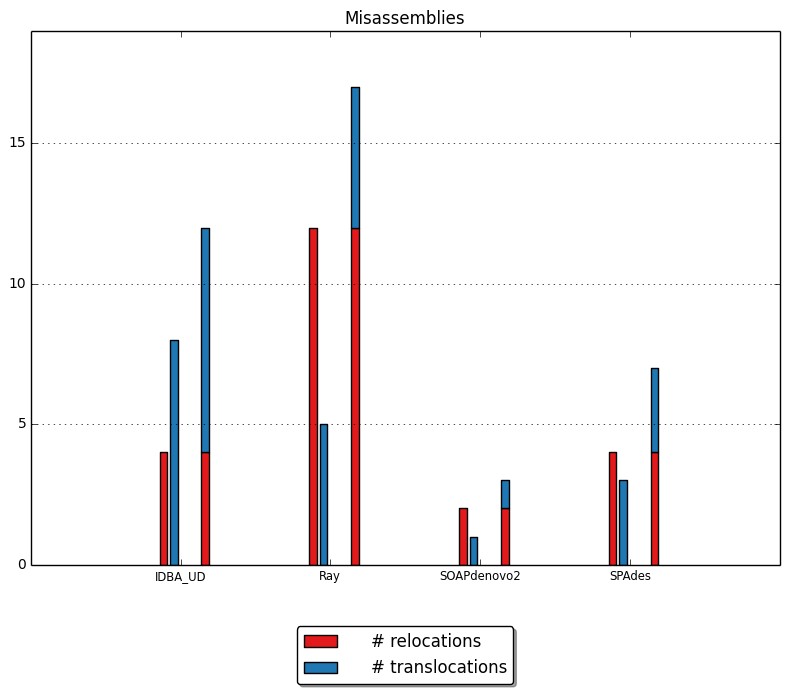 Misassemblies
15
10
5
0
IDBA_UD Ray SOAPdenovo2 SPAdes
# relocations
# translocations